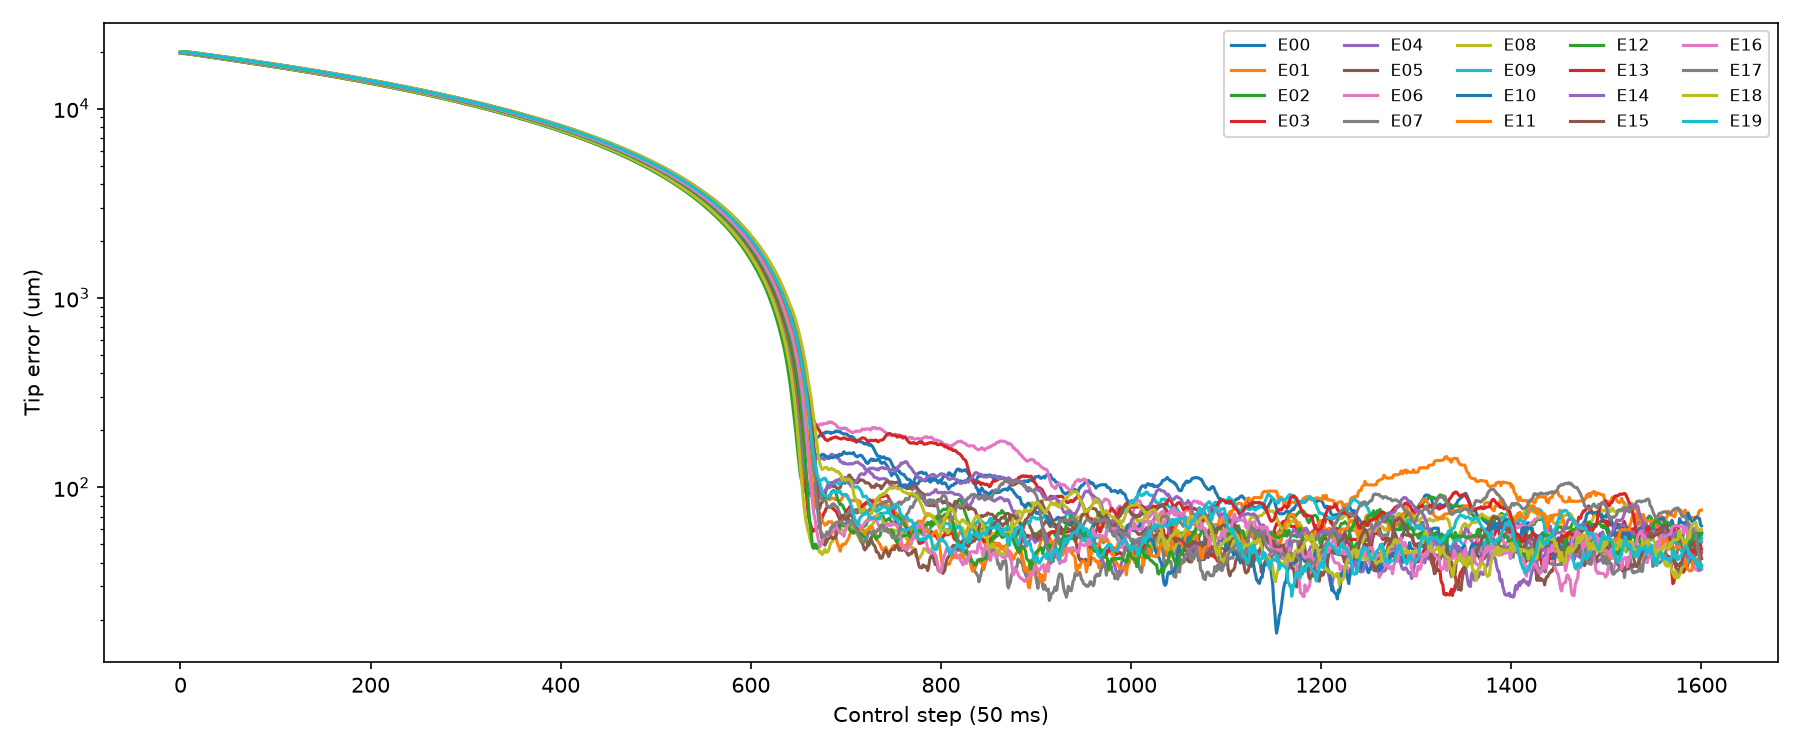 E00 E04 E08 E12 E16
E01 E05 E09 E13 E17
E02 E06 E10 E14 E18
E03 E07 E11 E15 E19
Tip error (um)
10^4
10^3
10^2
0 200 400 600 800 1000 1200 1400 1600
Control step (50 ms)